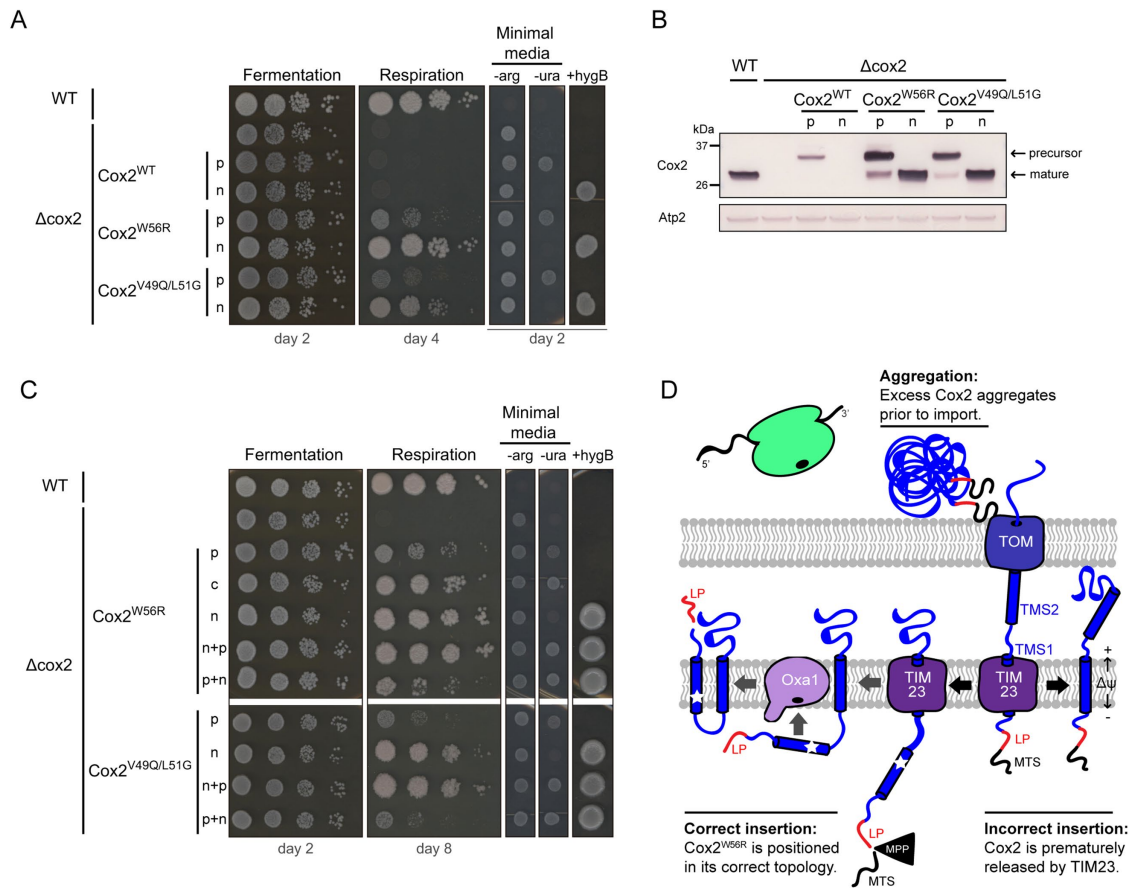 A
Minimal
media
Fermentation
Respiration
-arg
-ura
+hygB
WT
Δcox2
Cox2WT
p
n
Cox2W56R
p
n
Cox2V49Q/L51G
p
n
day 2
day 4
day 2
B
WT
Δcox2
Cox2WT
Cox2W56R
Cox2V49Q/L51G
p
n
p
n
p
n
kDa
37
26
Cox2
precursor
mature
Atp2
C
Minimal
media
Fermentation
Respiration
-arg
-ura
+hygB
WT
Δcox2
Cox2W56R
p
c
n
n+p
p+n
Cox2V49Q/L51G
p
n
n+p
p+n
day 2
day 8
D
Aggregation:
Excess Cox2 aggregates
prior to import.
5'
3'
TOM
TMS2
TMS1
LP
Oxa1
TIM
23
TIM
23
+
Δψ
-
LP
LP
MTS
LP
MPP
MTS
Correct insertion:
Cox2W56R is positioned
in its correct topology.
Incorrect insertion:
Cox2 is prematurely
released by TIM23.